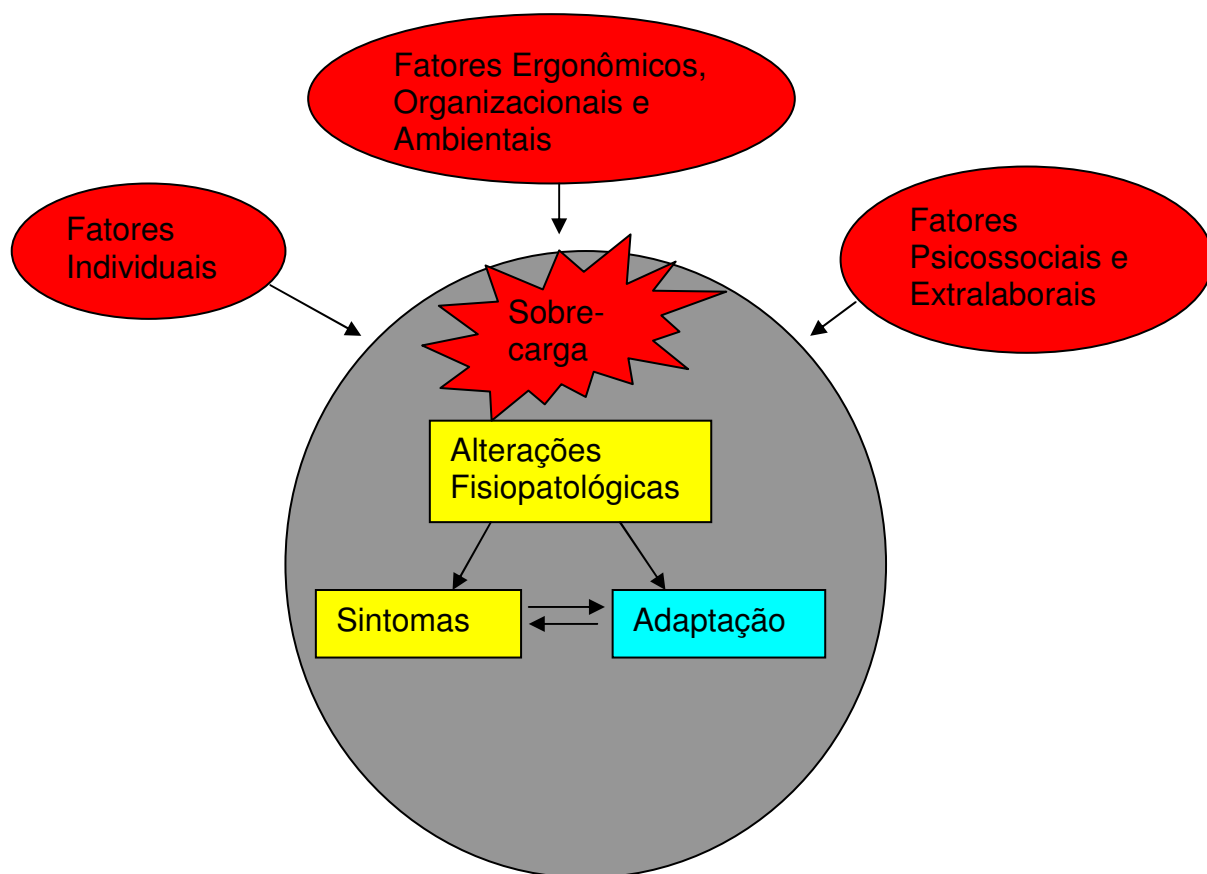 Fatores Ergonômicos,
Organizacionais e
Ambientais
Fatores
Individuais
Fatores
Psicossociais e
Extralaborais
Sobre-
carga
Alterações
Fisiopatológicas
Sintomas
Adaptação